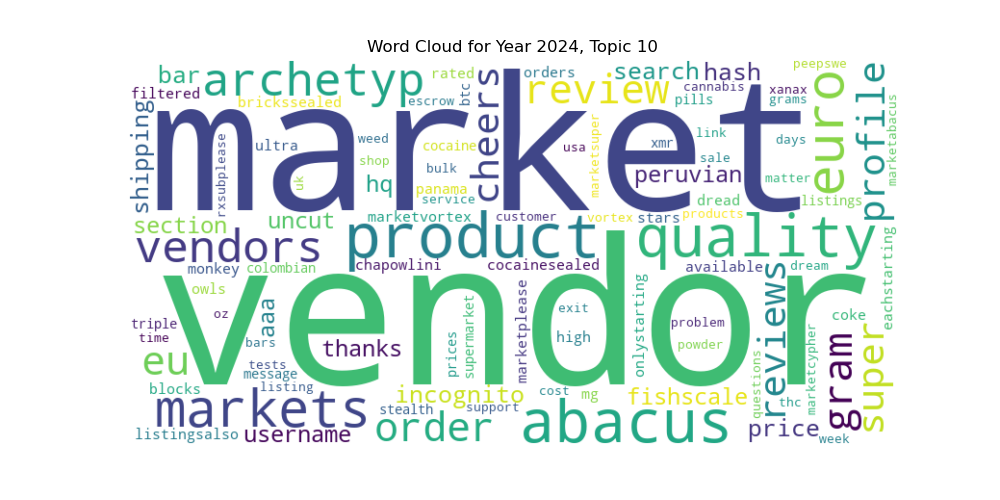 Word Cloud for Year 2024, Topic 10
bar archetyp rated orders search hash peepswe
filtered brickssealed escrow btc cheers review pills cannabis xanax grams euro profile marketabacus
shipping market
rxsubplease ultra weed cocaine usa marketsuper xmr link days
uk shop bulk sale peruvian matter
hq panama service dread listings
section uncut marketvortex customer vortex stars products
vendors product quality
monkey colombian chapowlini cocainesealed available dream eachstarting
owls vendor
oz aaa exit onlystarting coke
triple time bars thanks prices supermarket marketplease high problem powder reviews marketcypher gram super
eu tests message
blocks listing incognito cost mg fishscale questions thc
markets stealth support
listingsalso username order abacus price week